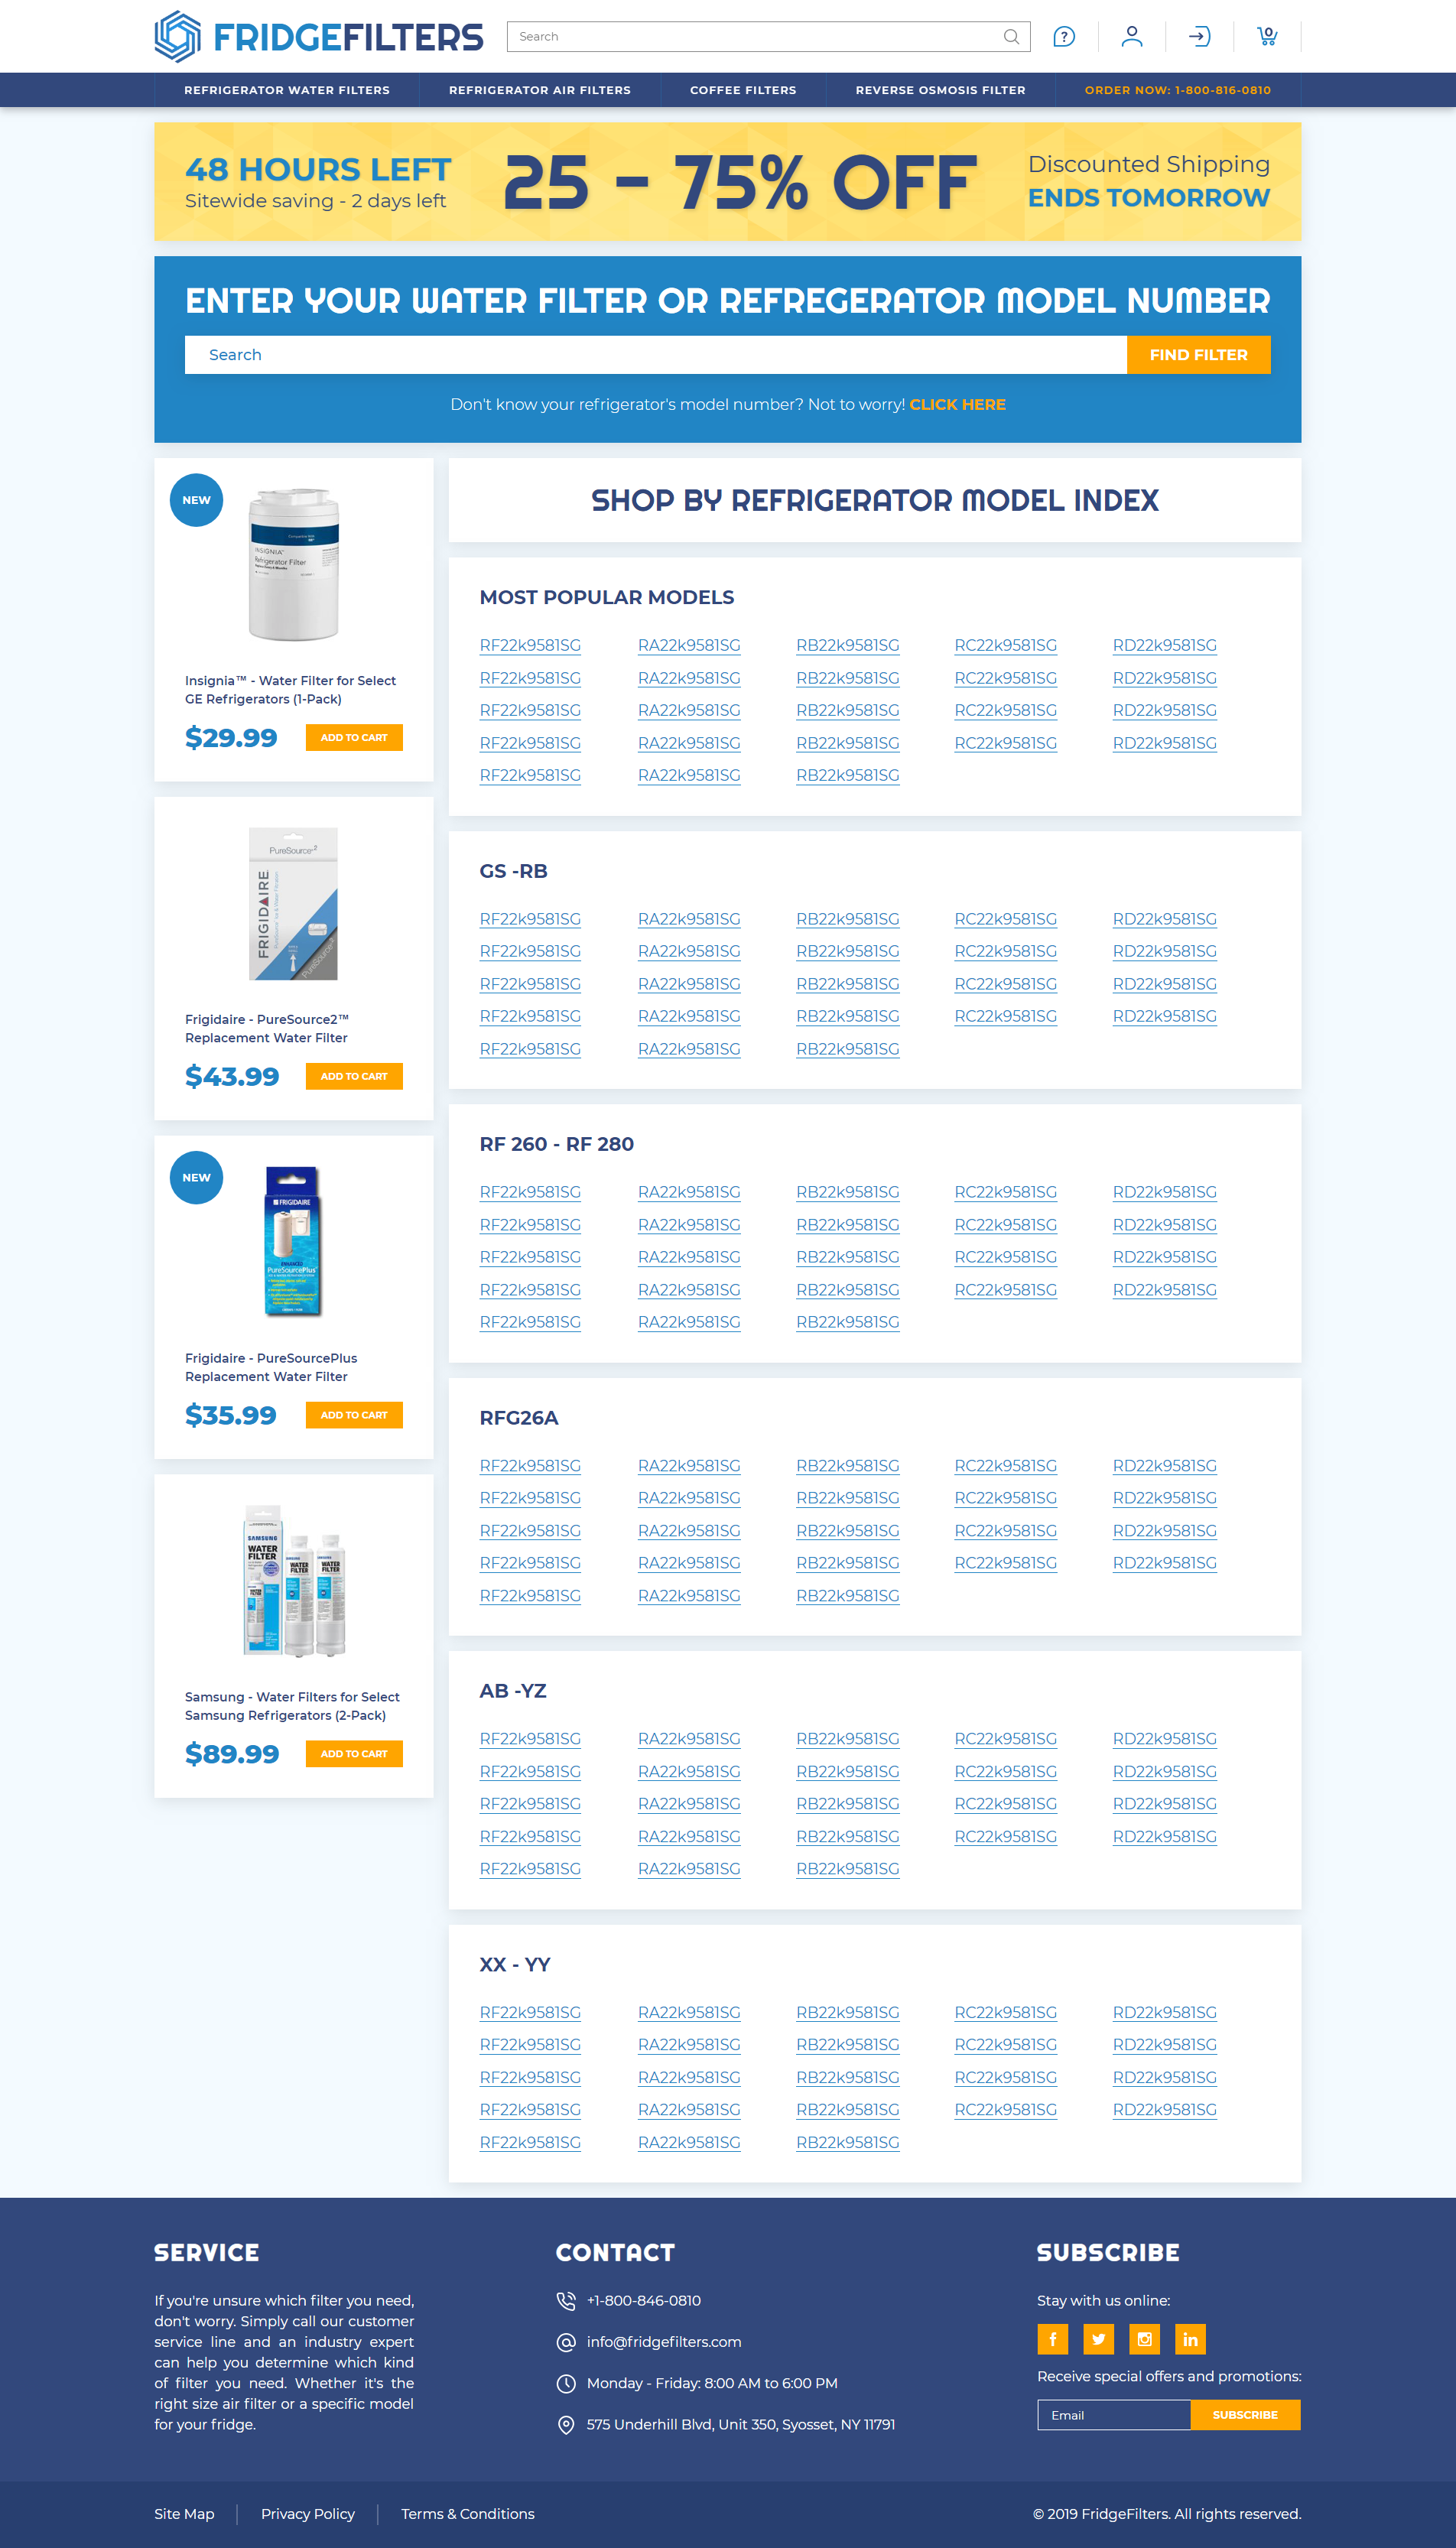 FRIDGEFILTERS
Search
?
0
REFRIGERATOR WATER FILTERS
REFRIGERATOR AIR FILTERS
COFFEE FILTERS
REVERSE OSMOSIS FILTER
ORDER NOW: 1-800-816-0810
48 HOURS LEFT
Sitewide saving - 2 days left
25 - 75% OFF
Discounted Shipping
ENDS TOMORROW
ENTER YOUR WATER FILTER OR REFREGERATOR MODEL NUMBER
Search
FIND FILTER
Don't know your refrigerator's model number? Not to worry! CLICK HERE
NEW
INSIGNIA
Refrigerator Filter
Insignia™ - Water Filter for Select
GE Refrigerators (1-Pack)
$29.99
ADD TO CART
PureSource2
FRIGIDAIRE
PureSource2
Frigidaire - PureSource2™
Replacement Water Filter
$43.99
ADD TO CART
NEW
FRIGIDAIRE
ENHANCED
PureSourcePlus
Frigidaire - PureSourcePlus
Replacement Water Filter
$35.99
ADD TO CART
SAMSUNG
WATER
FILTER
WATER
FILTER
WATER
FILTER
Samsung - Water Filters for Select
Samsung Refrigerators (2-Pack)
$89.99
ADD TO CART
SHOP BY REFRIGERATOR MODEL INDEX
MOST POPULAR MODELS
RF22k9581SG RA22k9581SG RB22k9581SG RC22k9581SG RD22k9581SG
RF22k9581SG RA22k9581SG RB22k9581SG RC22k9581SG RD22k9581SG
RF22k9581SG RA22k9581SG RB22k9581SG RC22k9581SG RD22k9581SG
RF22k9581SG RA22k9581SG RB22k9581SG RC22k9581SG RD22k9581SG
RF22k9581SG RA22k9581SG RB22k9581SG
GS -RB
RF22k9581SG RA22k9581SG RB22k9581SG RC22k9581SG RD22k9581SG
RF22k9581SG RA22k9581SG RB22k9581SG RC22k9581SG RD22k9581SG
RF22k9581SG RA22k9581SG RB22k9581SG RC22k9581SG RD22k9581SG
RF22k9581SG RA22k9581SG RB22k9581SG RC22k9581SG RD22k9581SG
RF22k9581SG RA22k9581SG RB22k9581SG
RF 260 - RF 280
RF22k9581SG RA22k9581SG RB22k9581SG RC22k9581SG RD22k9581SG
RF22k9581SG RA22k9581SG RB22k9581SG RC22k9581SG RD22k9581SG
RF22k9581SG RA22k9581SG RB22k9581SG RC22k9581SG RD22k9581SG
RF22k9581SG RA22k9581SG RB22k9581SG RC22k9581SG RD22k9581SG
RF22k9581SG RA22k9581SG RB22k9581SG
RFG26A
RF22k9581SG RA22k9581SG RB22k9581SG RC22k9581SG RD22k9581SG
RF22k9581SG RA22k9581SG RB22k9581SG RC22k9581SG RD22k9581SG
RF22k9581SG RA22k9581SG RB22k9581SG RC22k9581SG RD22k9581SG
RF22k9581SG RA22k9581SG RB22k9581SG RC22k9581SG RD22k9581SG
RF22k9581SG RA22k9581SG RB22k9581SG
AB -YZ
RF22k9581SG RA22k9581SG RB22k9581SG RC22k9581SG RD22k9581SG
RF22k9581SG RA22k9581SG RB22k9581SG RC22k9581SG RD22k9581SG
RF22k9581SG RA22k9581SG RB22k9581SG RC22k9581SG RD22k9581SG
RF22k9581SG RA22k9581SG RB22k9581SG RC22k9581SG RD22k9581SG
RF22k9581SG RA22k9581SG RB22k9581SG
XX - YY
RF22k9581SG RA22k9581SG RB22k9581SG RC22k9581SG RD22k9581SG
RF22k9581SG RA22k9581SG RB22k9581SG RC22k9581SG RD22k9581SG
RF22k9581SG RA22k9581SG RB22k9581SG RC22k9581SG RD22k9581SG
RF22k9581SG RA22k9581SG RB22k9581SG RC22k9581SG RD22k9581SG
RF22k9581SG RA22k9581SG RB22k9581SG
SERVICE
If you're unsure which filter you need,
don't worry. Simply call our customer
service line and an industry expert
can help you determine which kind
of filter you need. Whether it's the
right size air filter or a specific model
for your fridge.
CONTACT
+1-800-846-0810
info@fridgefilters.com
Monday - Friday: 8:00 AM to 6:00 PM
575 Underhill Blvd, Unit 350, Syosset, NY 11791
SUBSCRIBE
Stay with us online:
Receive special offers and promotions:
Email
SUBSCRIBE
Site Map
Privacy Policy
Terms & Conditions
© 2019 FridgeFilters. All rights reserved.